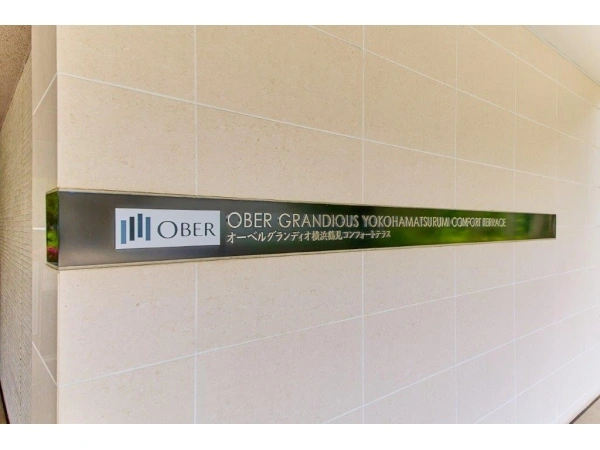 OBER
OBER GRANDIOUS YOKOHAMATSURUMI COMFORT TERRACE
オーベルグランディオ横浜鶴見コンフォートテラス